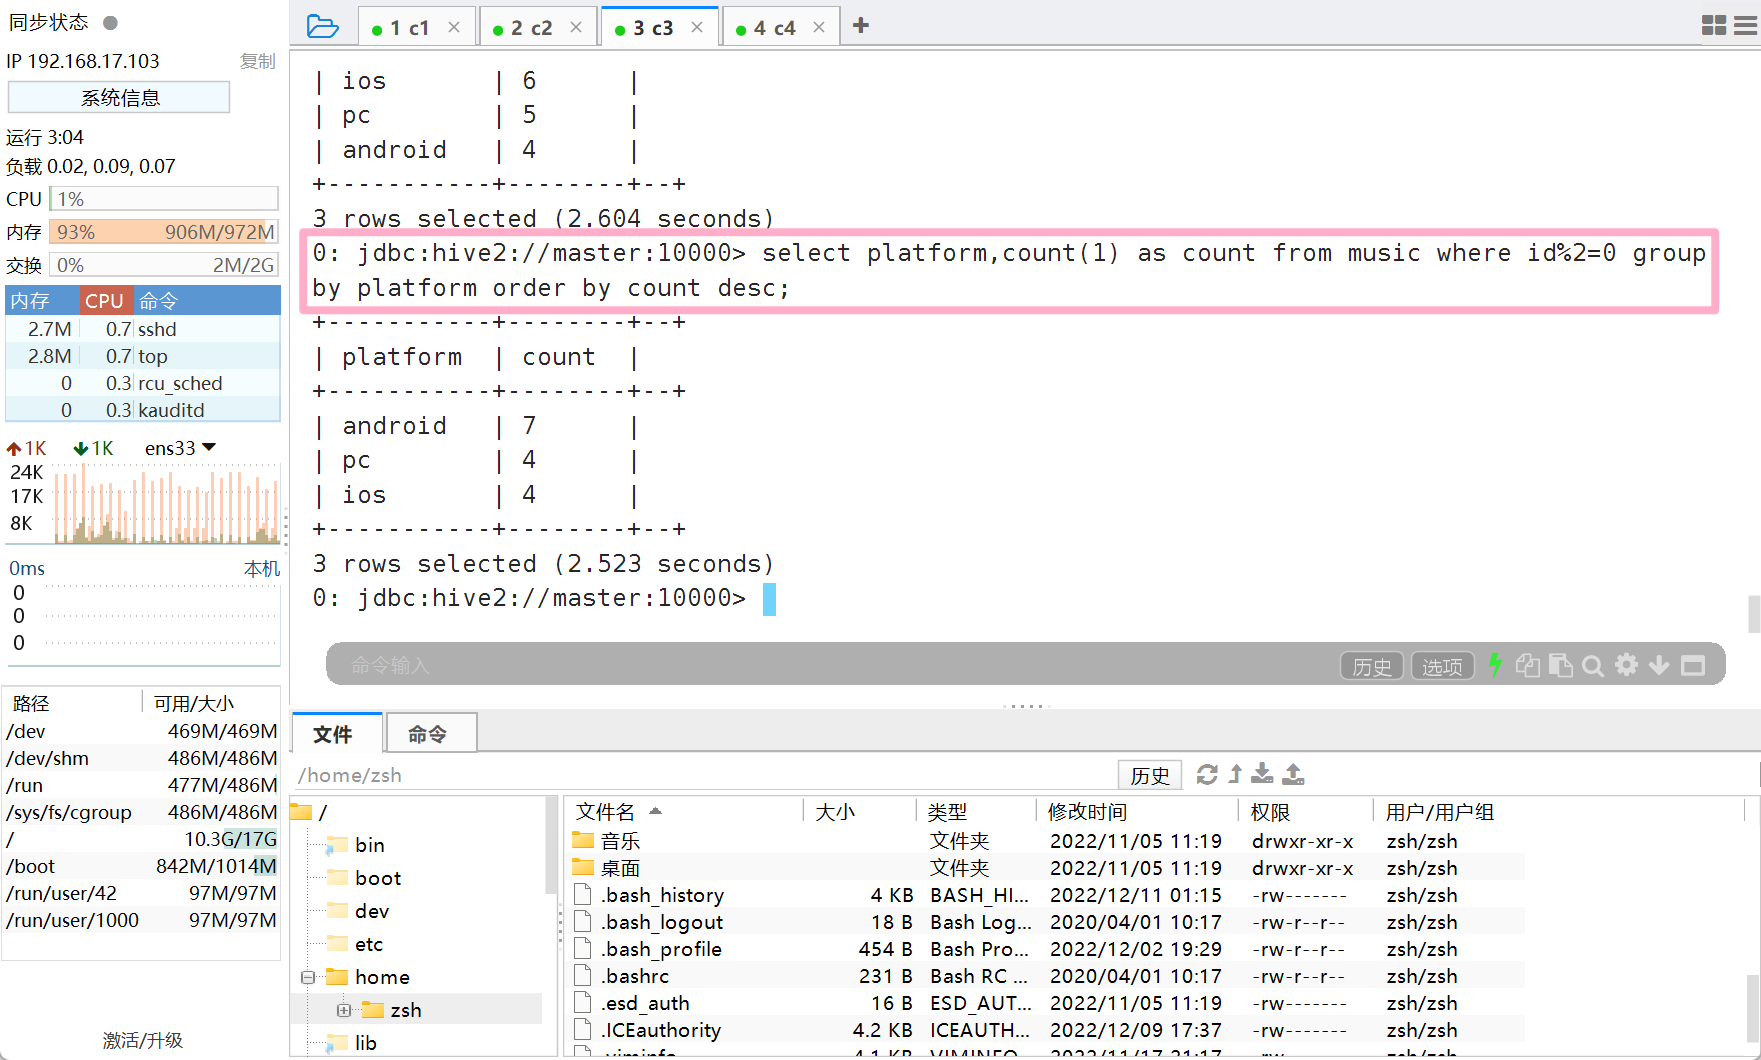 同步状态
IP 192.168.17.103 复制
系统信息
运行 3:04
负载 0.02, 0.09, 0.07
CPU 1%
内存 93% 906M/972M
交换 0% 2M/2G
内存 CPU 命令
2.7M 0.7 sshd
2.8M 0.7 top
0 0.3 rcu_sched
0 0.3 kauditd
1K 1K ens33
24K
17K
8K
0ms 本机
0
0
0
路径 可用/大小
/dev 469M/469M
/dev/shm 486M/486M
/run 477M/486M
/sys/fs/cgroup 486M/486M
/ 10.3G/17G
/boot 842M/1014M
/run/user/42 97M/97M
/run/user/1000 97M/97M
激活/升级
1 c1 × 2 c2 × 3 c3 × 4 c4 × +
| ios | 6 |
| pc | 5 |
| android | 4 |
+-----------+--------+--+
3 rows selected (2.604 seconds)
0: jdbc:hive2://master:10000> select platform,count(1) as count from music where id%2=0 group
by platform order by count desc;
+-----------+--------+--+
| platform | count |
+-----------+--------+--+
| android | 7 |
| pc | 4 |
| ios | 4 |
+-----------+--------+--+
3 rows selected (2.523 seconds)
0: jdbc:hive2://master:10000>
命令输入 历史 选项
文件 命令
/home/zsh 历史
/
bin
boot
dev
etc
home
zsh
lib
文件名 大小 类型 修改时间 权限 用户/用户组
音乐 文件夹 2022/11/05 11:19 drwxr-xr-x zsh/zsh
桌面 文件夹 2022/11/05 11:19 drwxr-xr-x zsh/zsh
.bash_history 4 KB BASH_HI... 2022/12/11 01:15 -rw------- zsh/zsh
.bash_logout 18 B Bash Log... 2020/04/01 10:17 -rw-r--r-- zsh/zsh
.bash_profile 454 B Bash Pro... 2022/12/02 19:29 -rw-r--r-- zsh/zsh
.bashrc 231 B Bash RC ... 2020/04/01 10:17 -rw-r--r-- zsh/zsh
.esd_auth 16 B ESD_AUT... 2022/11/05 11:19 -rw------- zsh/zsh
.ICEauthority 4.2 KB ICEAUTH... 2022/12/09 17:37 -rw------- zsh/zsh
.viminfo 4.1 KB VIMINFO 2022/11/17 21:17 -rw------- zsh/zsh